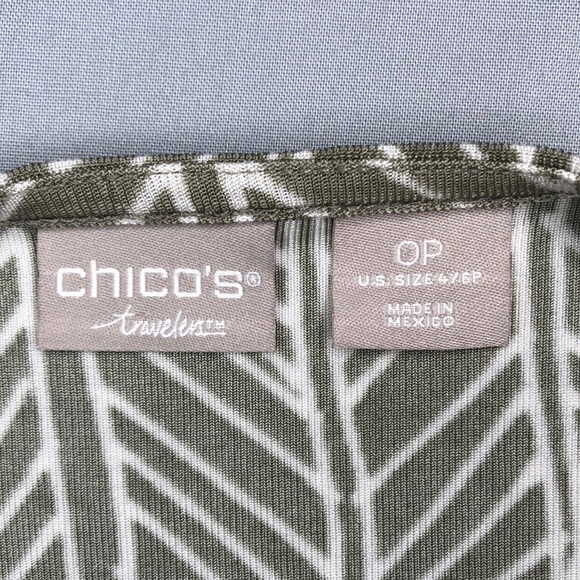 chico's®
travelers™
0P
U.S. SIZE 4/6P
MADE IN
MEXICO